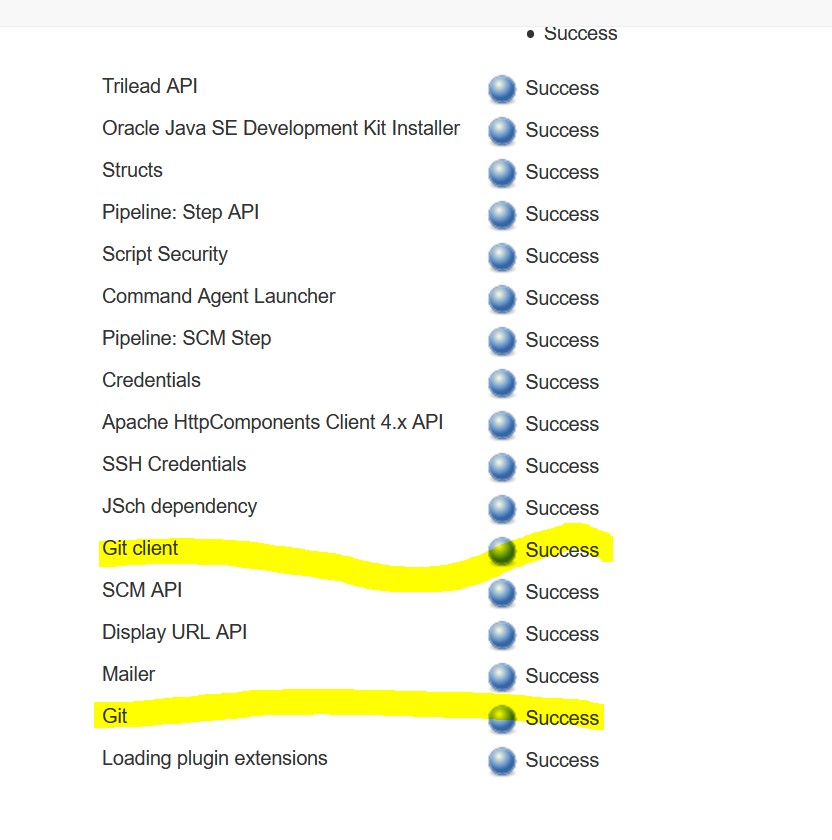 • Success
Trilead API Success
Oracle Java SE Development Kit Installer Success
Structs Success
Pipeline: Step API Success
Script Security Success
Command Agent Launcher Success
Pipeline: SCM Step Success
Credentials Success
Apache HttpComponents Client 4.x API Success
SSH Credentials Success
JSch dependency Success
Git client Success
SCM API Success
Display URL API Success
Mailer Success
Git Success
Loading plugin extensions Success